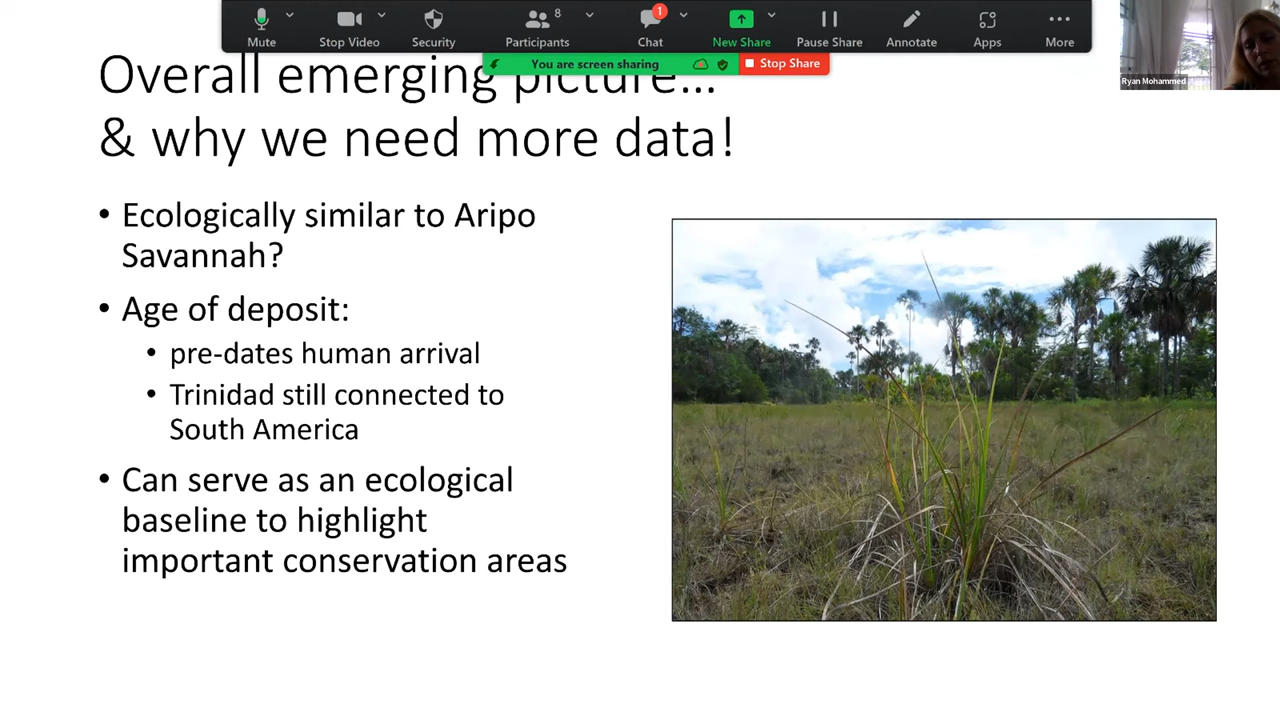 8
1
Mute
Stop Video
Security
Participants
Chat
New Share
Pause Share
Annotate
Apps
More
You are screen sharing
Stop Share
Ryan Mohammed
Overall emerging picture…
& why we need more data!
• Ecologically similar to Aripo
Savannah?
• Age of deposit:
• pre-dates human arrival
• Trinidad still connected to
South America
• Can serve as an ecological
baseline to highlight
important conservation areas